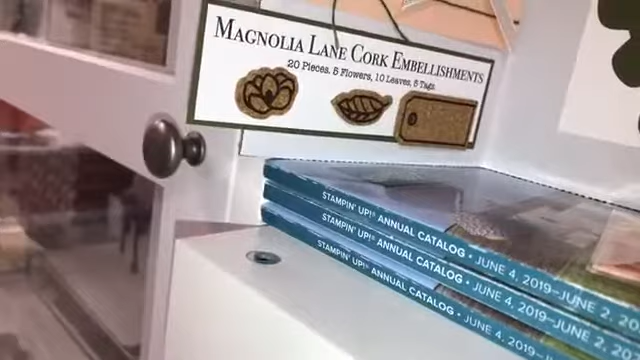 MAGNOLIA LANE CORK EMBELLISHMENTS
20 Pieces. 5 Flowers, 10 Leaves, 5 Tags
STAMPIN' UP!® ANNUAL CATALOG • JUNE 4, 2019–JUNE 2, 20
STAMPIN' UP!® ANNUAL CATALOG • JUNE 4, 2019–JUNE 2, 20
STAMPIN' UP!® ANNUAL CATALOG • JUNE 4, 2019